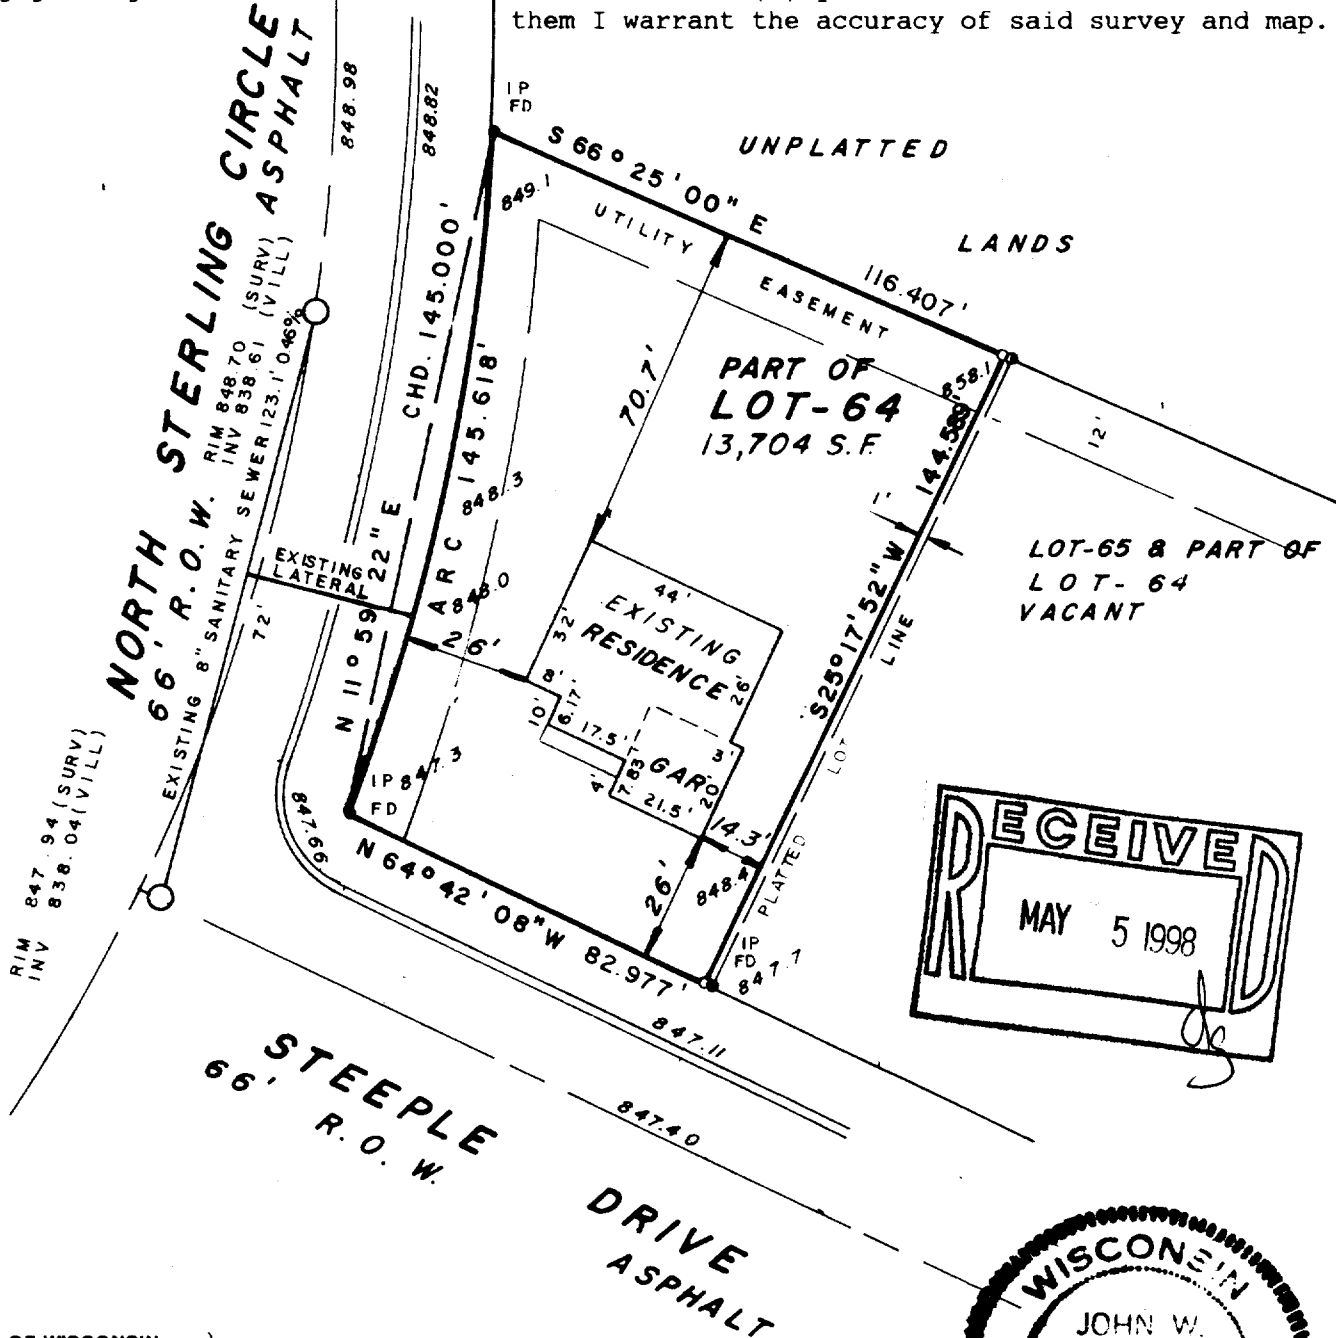 them I warrant the accuracy of said survey and map.
NORTH STERLING CIRCLE
66' R.O.W. ASPHALT
848.98
848.82
IP
FD
S 66° 25' 00" E
116.407'
UNPLATTED
LANDS
849.1
UTILITY
EASEMENT
RIM 848.70 (SURV)
INV 838.61 (VILL)
EXISTING 8" SANITARY SEWER 123.1' 0.46%
CHD. 145.000'
ARC 145.618'
N 11° 59' 22" E
70.7'
PART OF
LOT-64
13,704 S.F.
858.1
144.589'
12'
1'
S25°17'52"W
LOT-65 & PART OF
LOT-64
VACANT
848.3
848.0
EXISTING
LATERAL
72'
26'
44'
32'
EXISTING
RESIDENCE
26'
8'
10'
6.17'
17.5'
3'
4'
7.83'
GAR.
20'
21.5'
14.3'
26'
848.4
PLATTED LOT LINE
IP
FD
847.3
847.66
N 64° 42' 08" W 82.977'
IP
FD
847.7
RIM 847.94 (SURV)
INV 838.04 (VILL)
847.11
847.40
STEEPLE DRIVE
66' R.O.W. ASPHALT
RECEIVED
MAY 5 1998
WISCONSIN
JOHN W.
OF WISCONSIN )